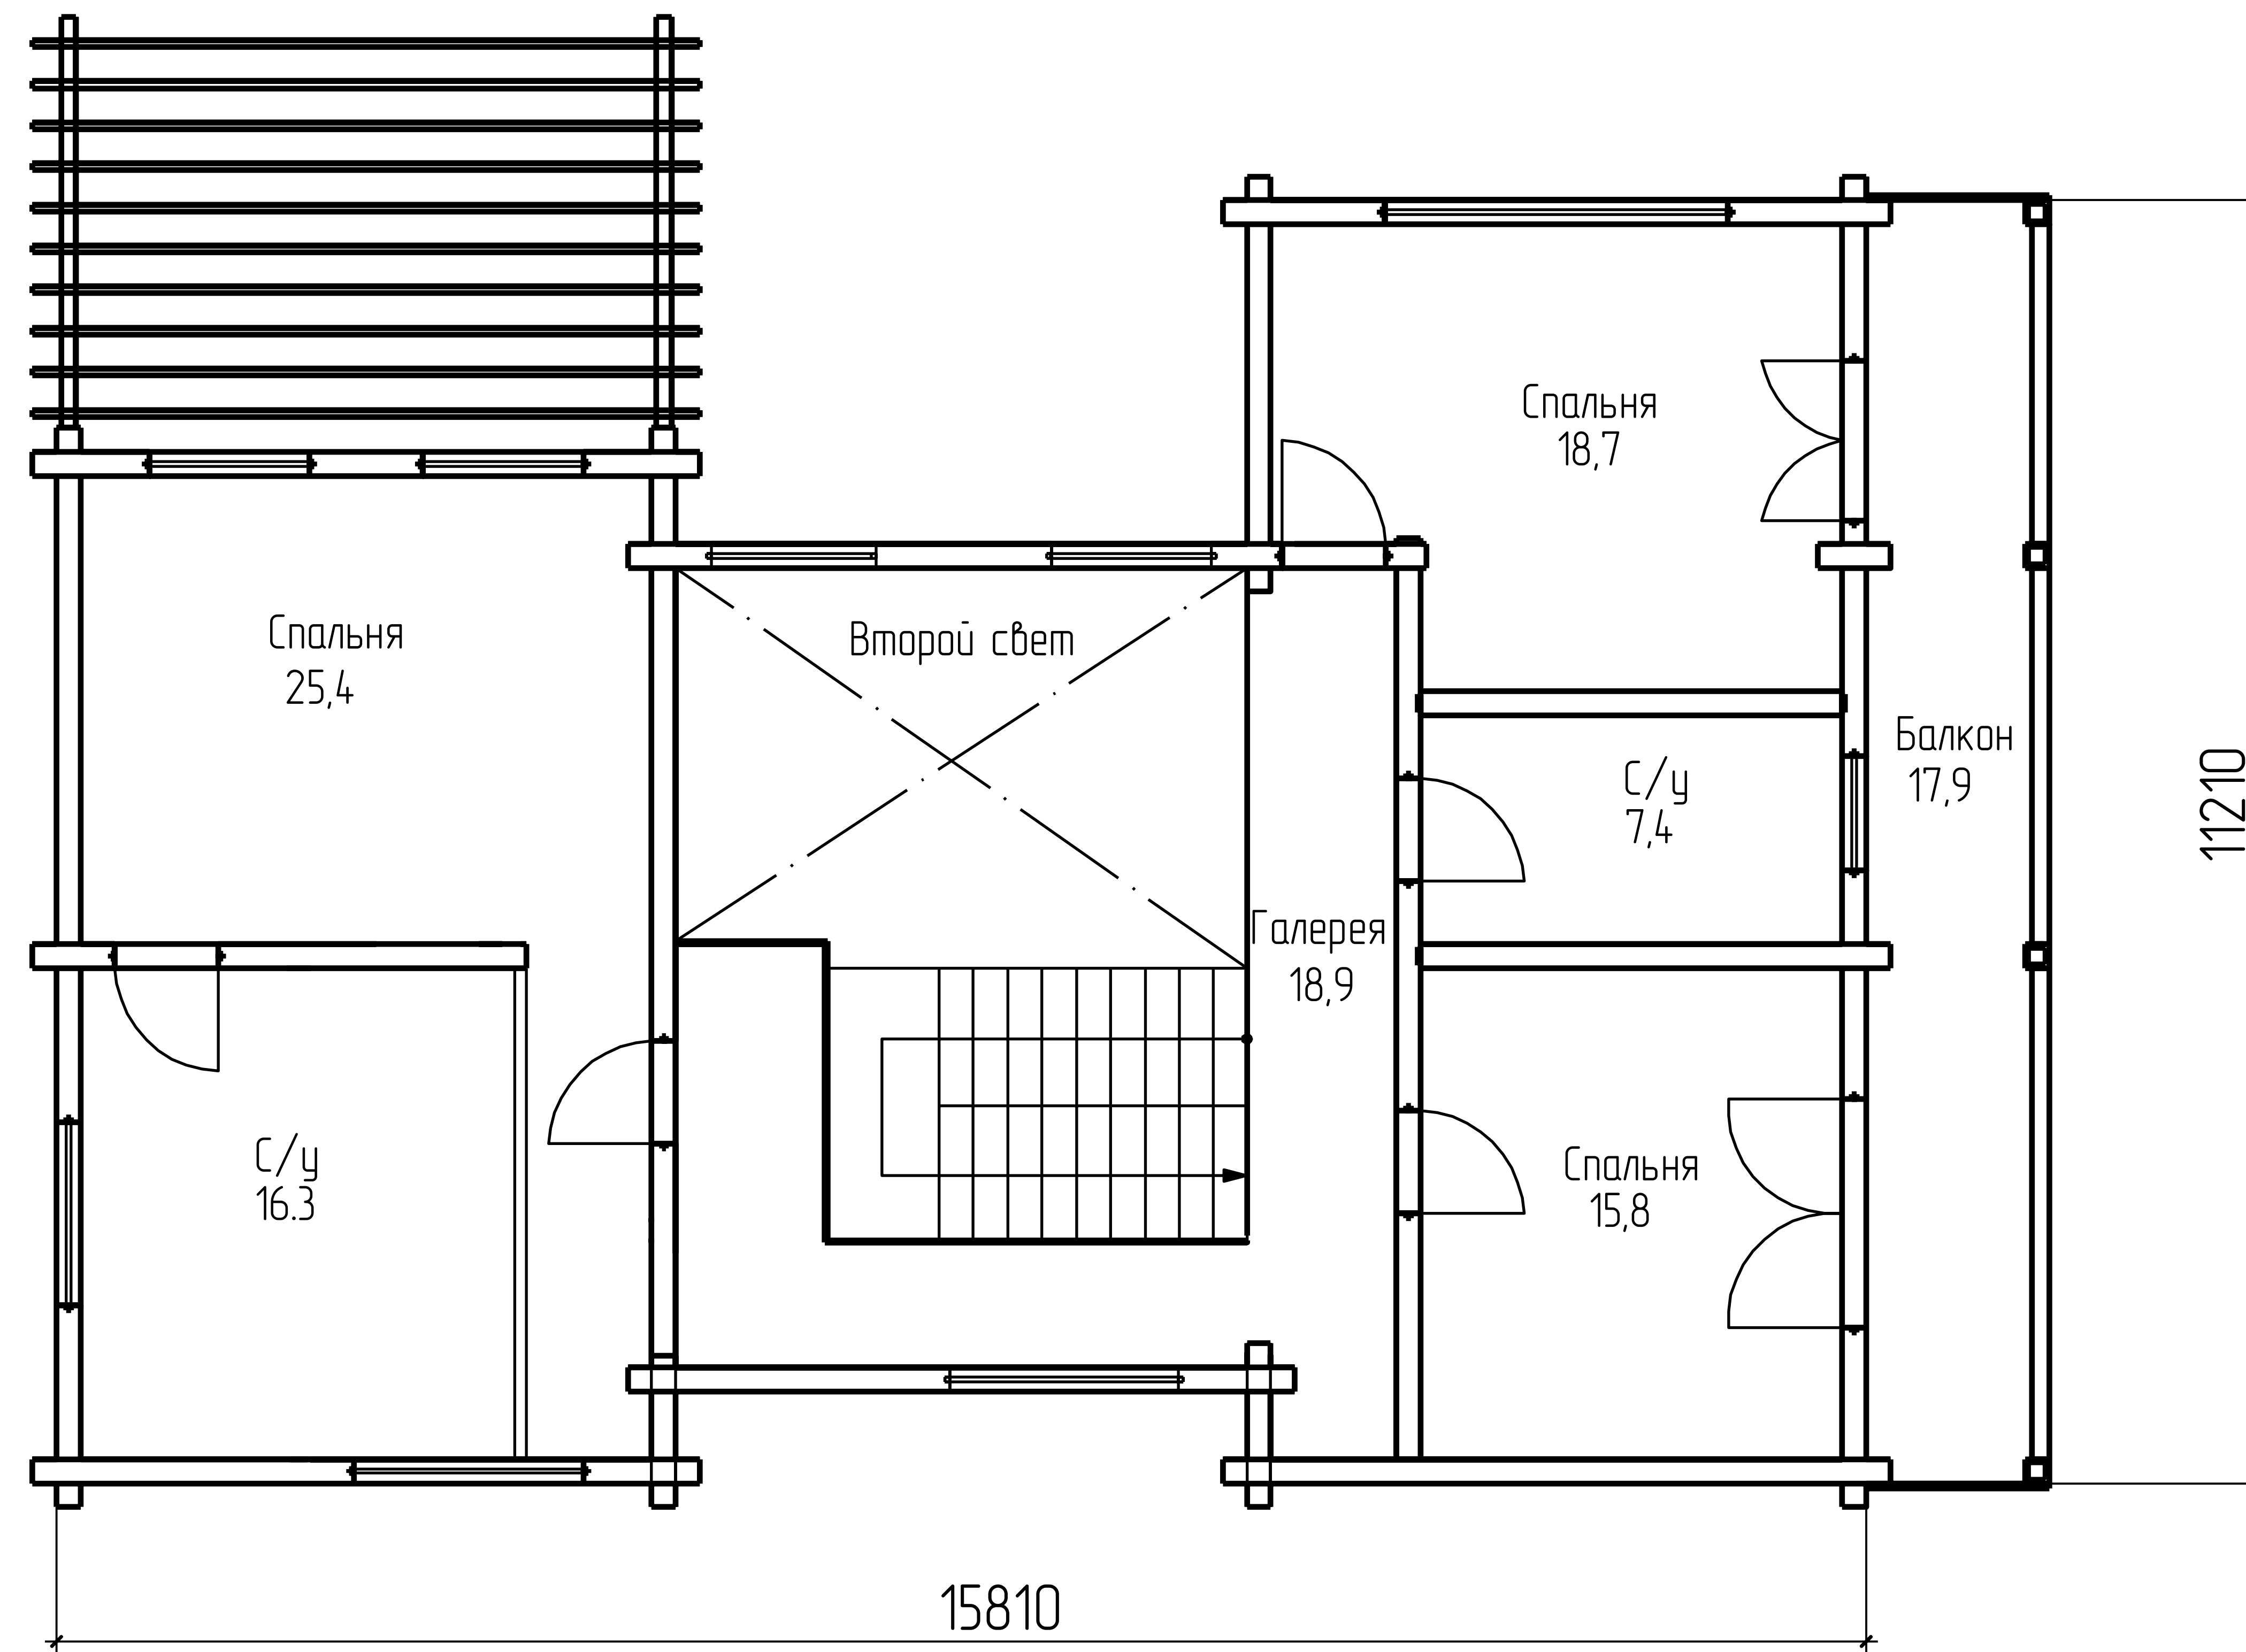 Спальня
18,7
Спальня
25,4
Второй свет
Балкон
17,9
С/у
7,4
11210
Галерея
18,9
С/у
16.3
Спальня
15,8
15810